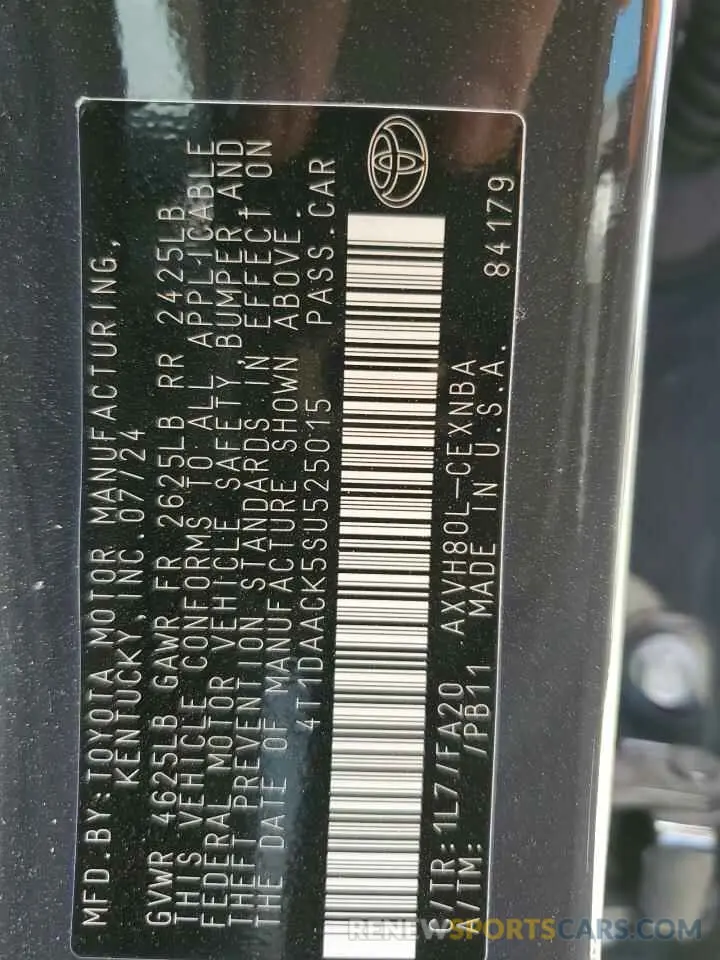 MFD.BY:TOYOTA MOTOR MANUFACTURING,
KENTUCKY, INC.07/24
GVWR 4625LB GAWR FR 2625LB RR 2425LB
THIS VEHICLE CONFORMS TO ALL APPLICABLE
FEDERAL MOTOR VEHICLE SAFETY,BUMPER,AND
THEFT PREVENTION STANDARDS IN EFFECT ON
THE DATE OF MANUFACTURE SHOWN ABOVE.
4T1DAACK5SU525015 PASS.CAR
C/TR:1L7/FA20 AXVH80L-CEXNBA
A/TM: /PB11 MADE IN U.S.A. 84179
RENEWSPORTSCARS.COM